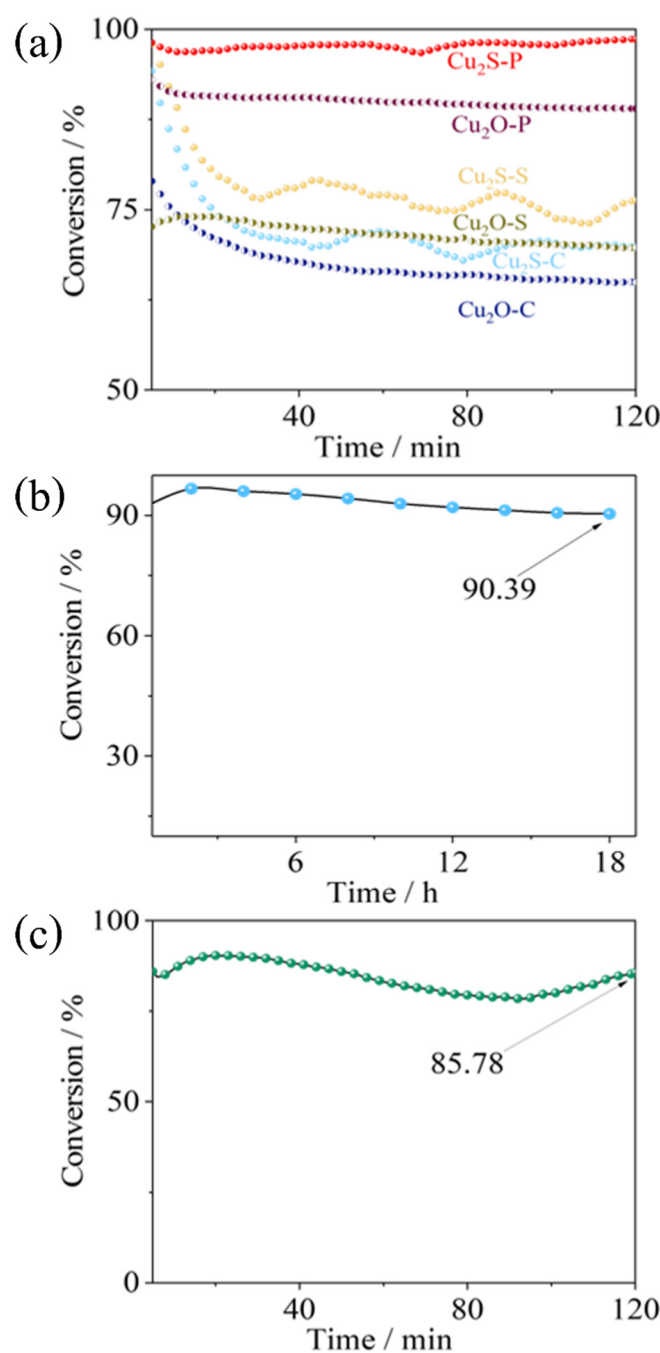 (a)
100
75
50
Conversion / %
Cu₂S-P
Cu₂O-P
Cu₂S-S
Cu₂O-S
Cu₂S-C
Cu₂O-C
40 80 120
Time / min
(b)
90
60
30
Conversion / %
90.39
6 12 18
Time / h
(c)
100
50
0
Conversion / %
85.78
40 80 120
Time / min